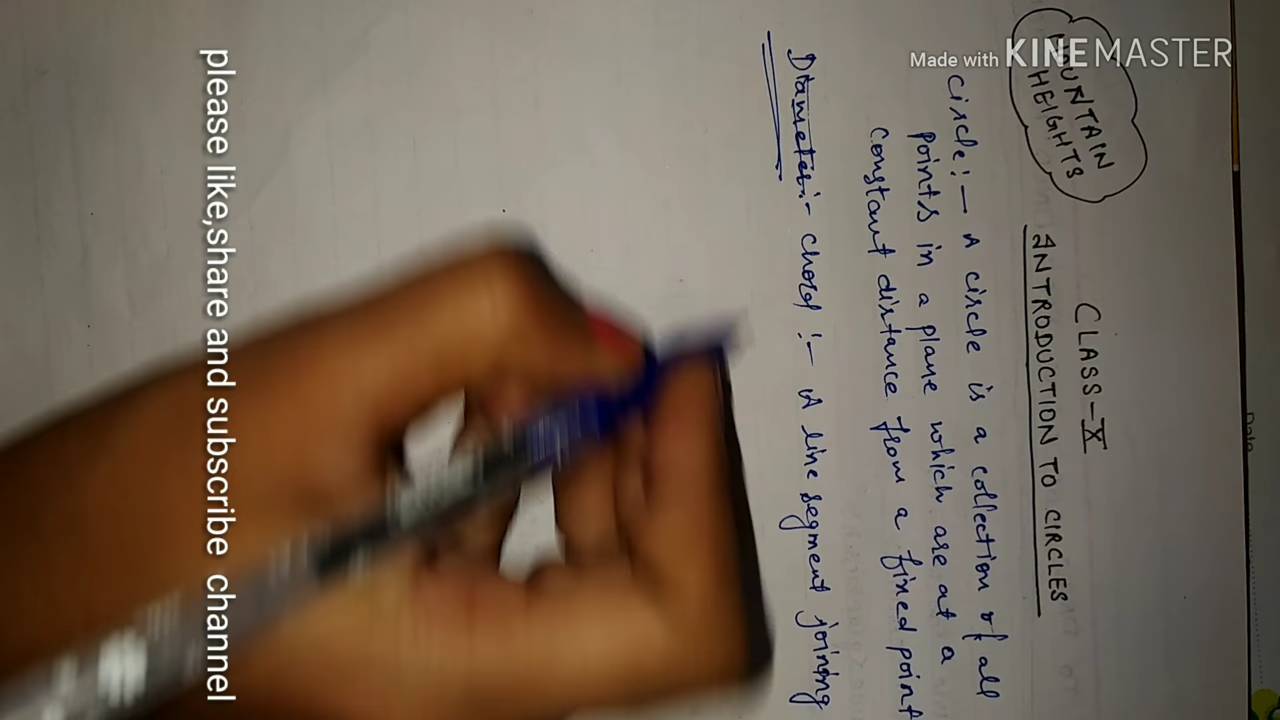 Made with KINEMASTER
MOUNTAIN
HEIGHTS
CLASS-X
INTRODUCTION TO CIRCLES
Circle:- A circle is a collection of all
points in a plane which are at a
constant distance from a fixed point
Diameter:- chord :- A line segment joining
please like,share and subscribe channel